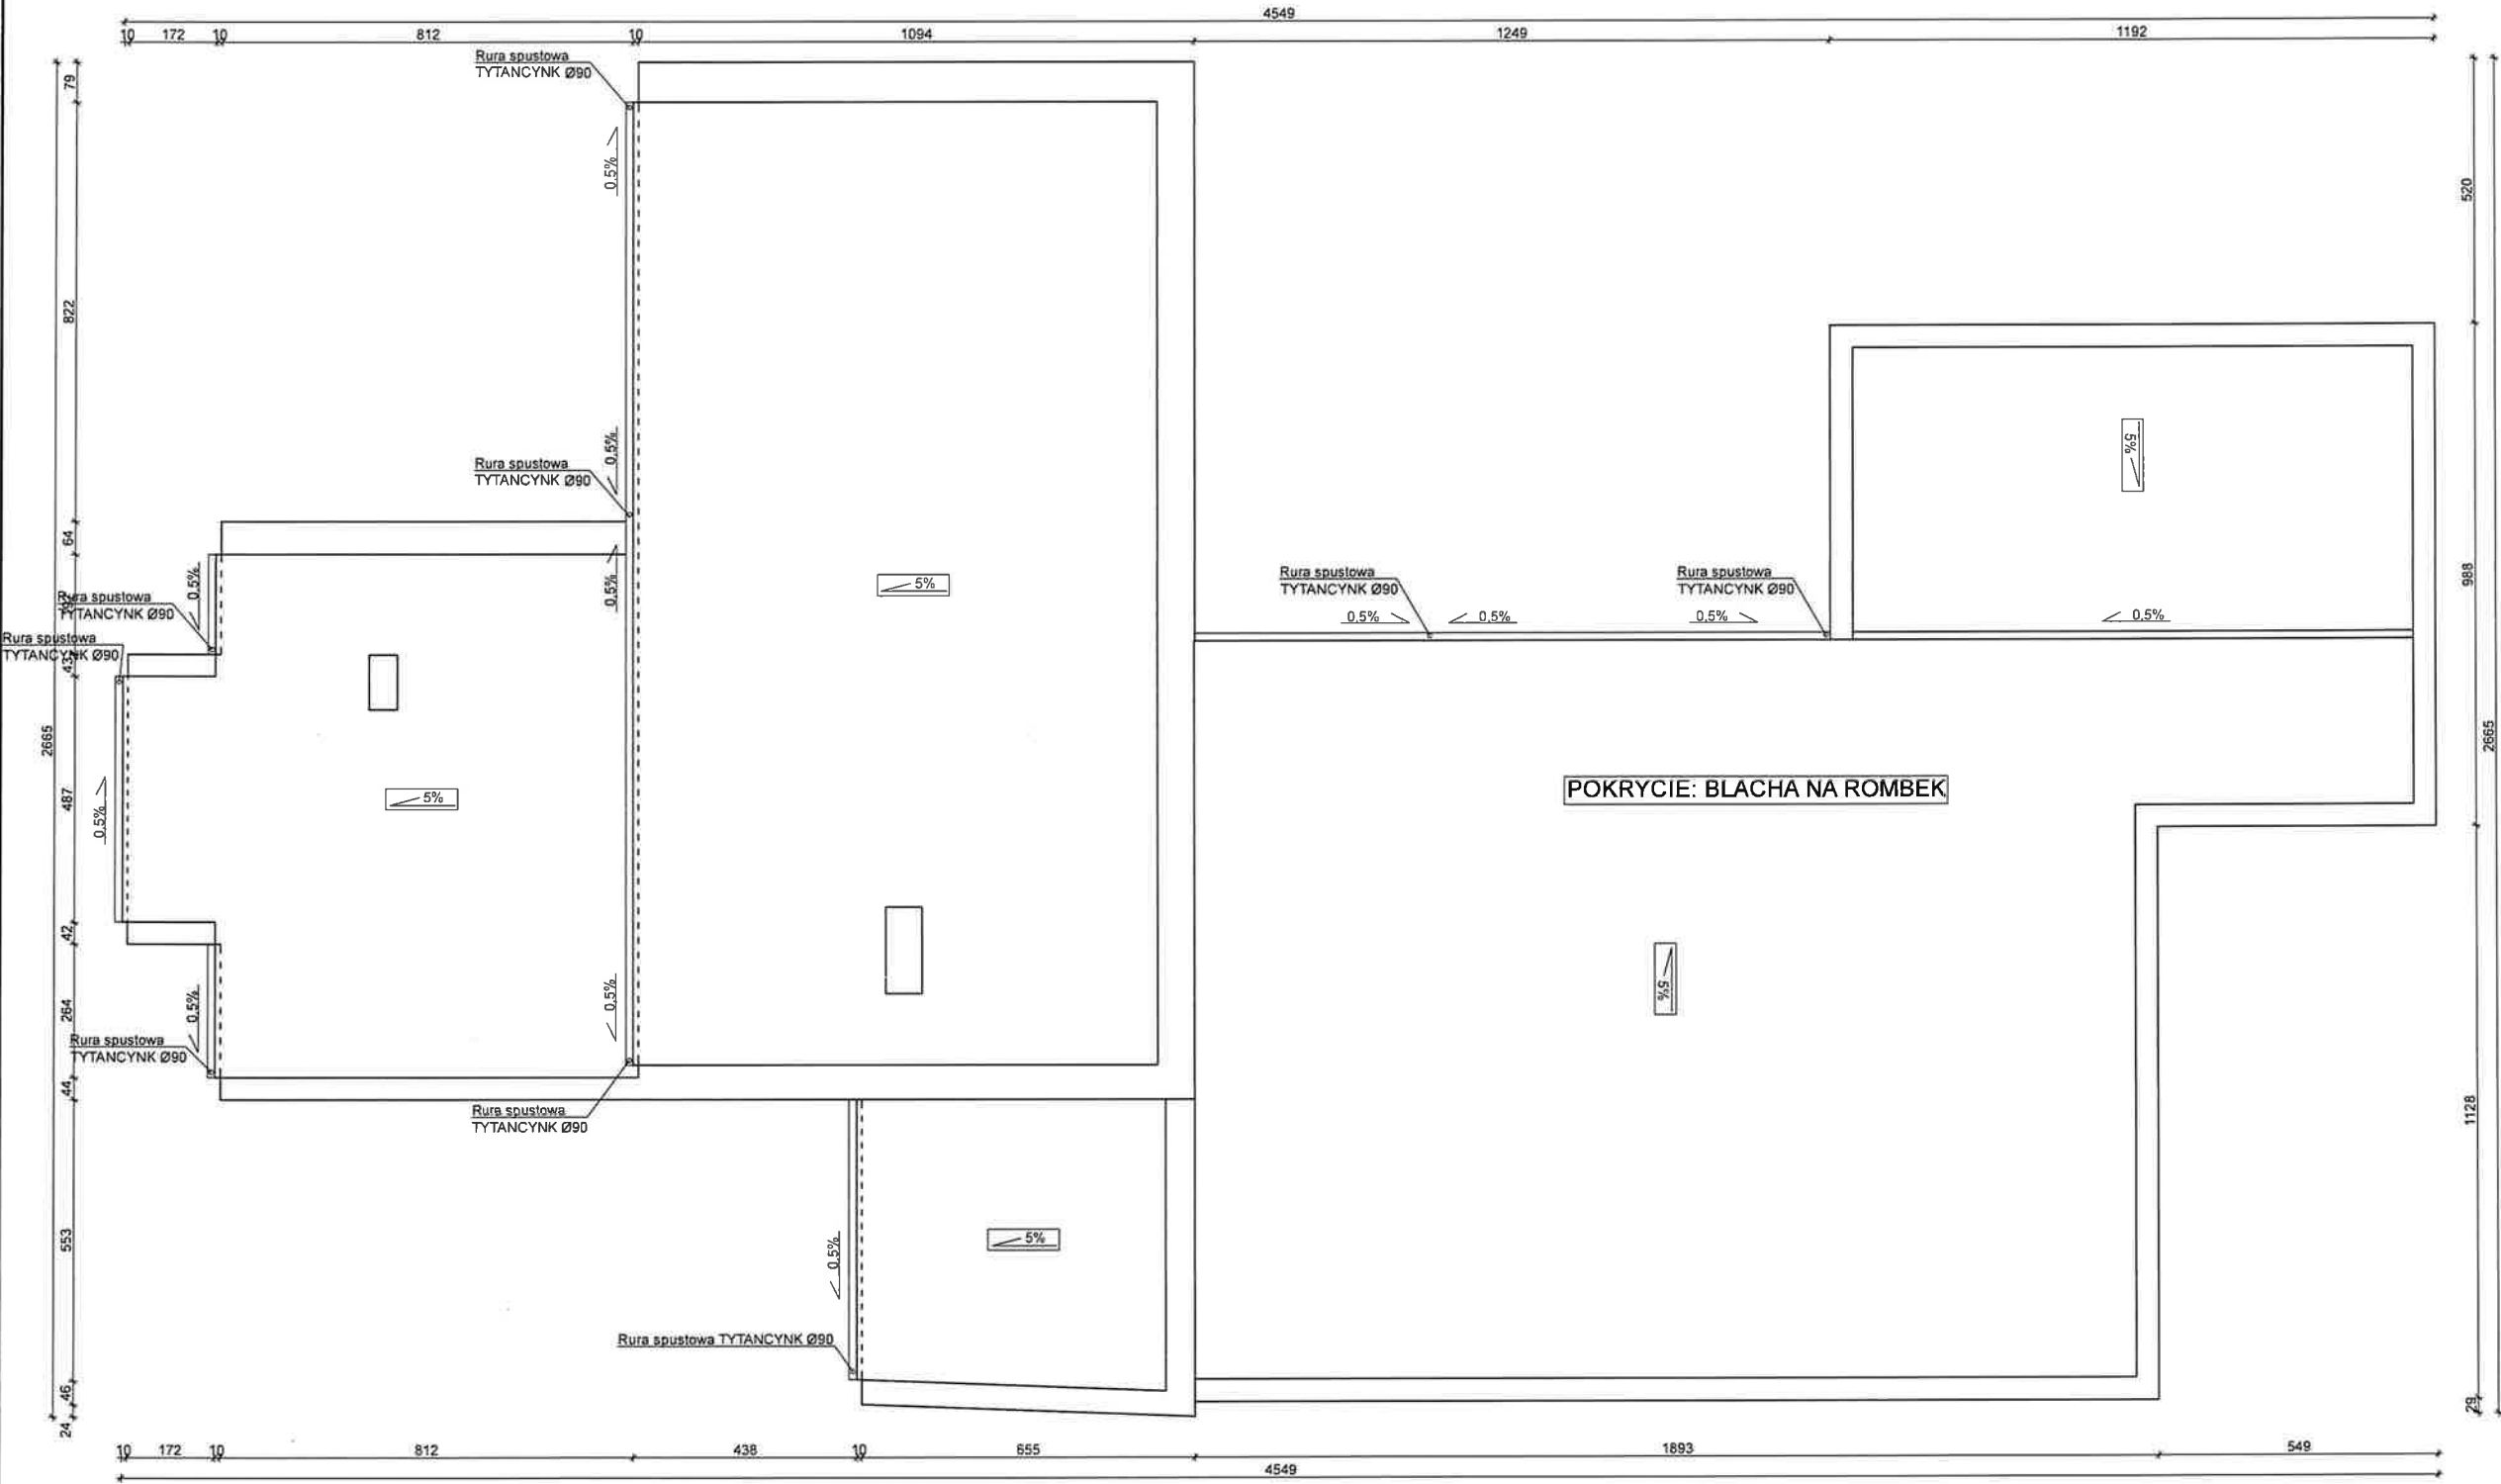 4549
10 172 10 812 10 1094 1249 1192
Rura spustowa
TYTANCYNK Ø90
79
822
64
192
43
487
42
264
44
553
46
24
2665
0,5%
0,5%
Rura spustowa
TYTANCYNK Ø90
0,5%
0,5%
Rura spustowa
TYTANCYNK Ø90
Rura spustowa
TYTANCYNK Ø90
0,5%
5%
5%
0,5%
0,5%
Rura spustowa
TYTANCYNK Ø90
Rura spustowa
TYTANCYNK Ø90
0,5%
5%
Rura spustowa TYTANCYNK Ø90
Rura spustowa
TYTANCYNK Ø90
0,5% 0,5%
Rura spustowa
TYTANCYNK Ø90
0,5%
0,5%
5%
POKRYCIE: BLACHA NA ROMBEK
5%
520
988
1128
29
2665
10 172 10 812 438 10 655 1893 549
4549